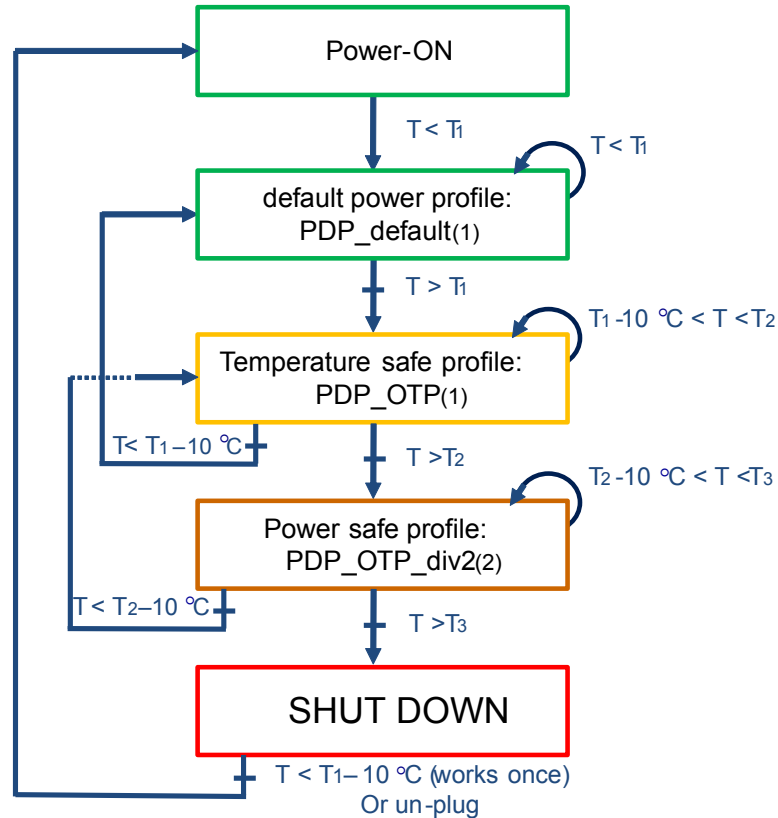 Power-ON
T < T1
T < T1
default power profile:
PDP_default(1)
T > T1
T1-10 °C < T <T2
Temperature safe profile:
PDP_OTP(1)
T< T1–10 °C
T >T2
T2-10 °C < T <T3
Power safe profile:
PDP_OTP_div2(2)
T < T2–10 °C
T >T3
SHUT DOWN
T < T1–10 °C (works once)
Or un-plug